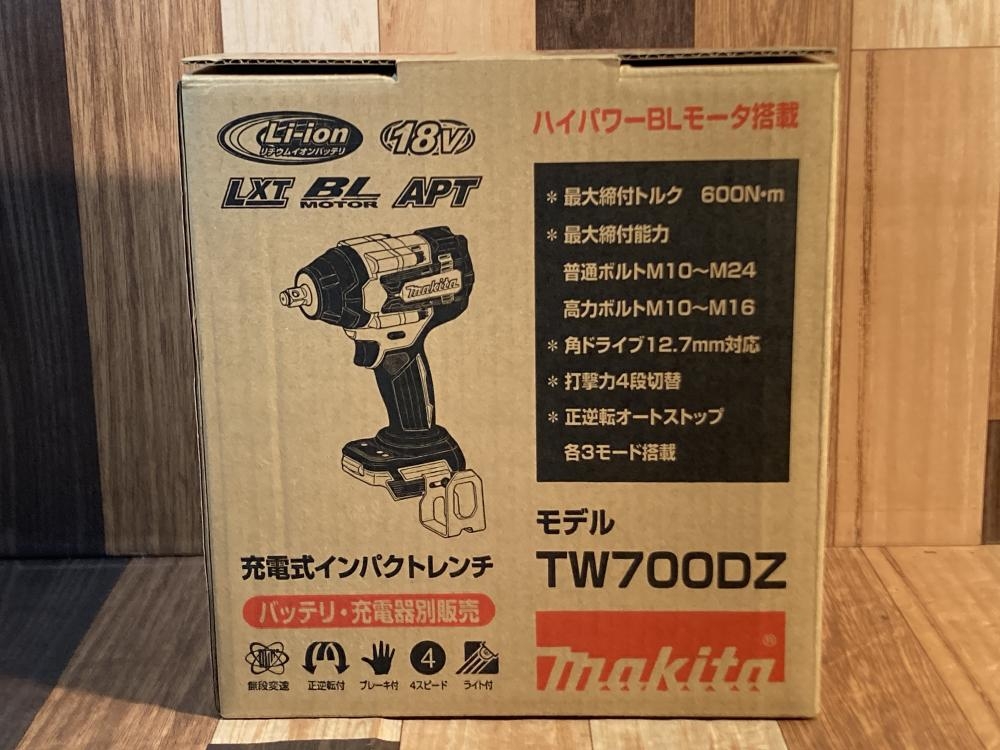 Li-ion
リチウムイオンバッテリ
18V
LXT BL MOTOR APT
makita
充電式インパクトレンチ
バッテリ・充電器別販売
無段変速
正逆転付
ブレーキ付
4
4スピード
ライト付
ハイパワーBLモータ搭載
* 最大締付トルク 600N・m
* 最大締付能力
普通ボルトM10～M24
高力ボルトM10～M16
* 角ドライブ12.7mm対応
* 打撃力4段切替
* 正逆転オートストップ
各3モード搭載
モデル
TW700DZ
makita®